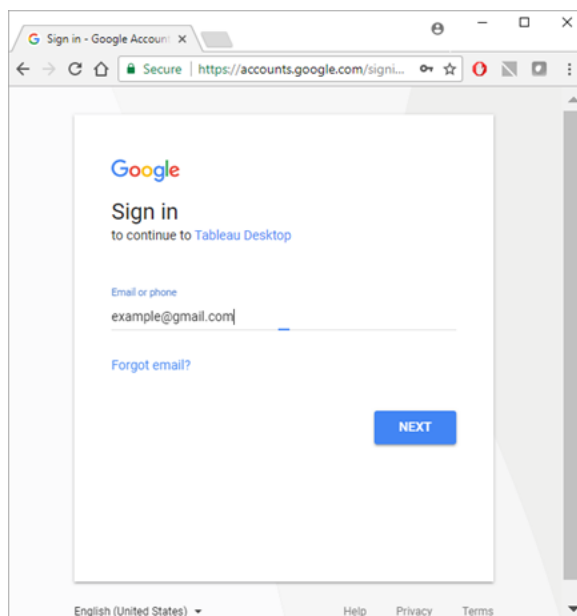 Sign in - Google Accoun
Secure | https://accounts.google.com/signi...
Google
Sign in
to continue to Tableau Desktop
Email or phone
example@gmail.com
Forgot email?
NEXT
English (United States)
Help Privacy Terms